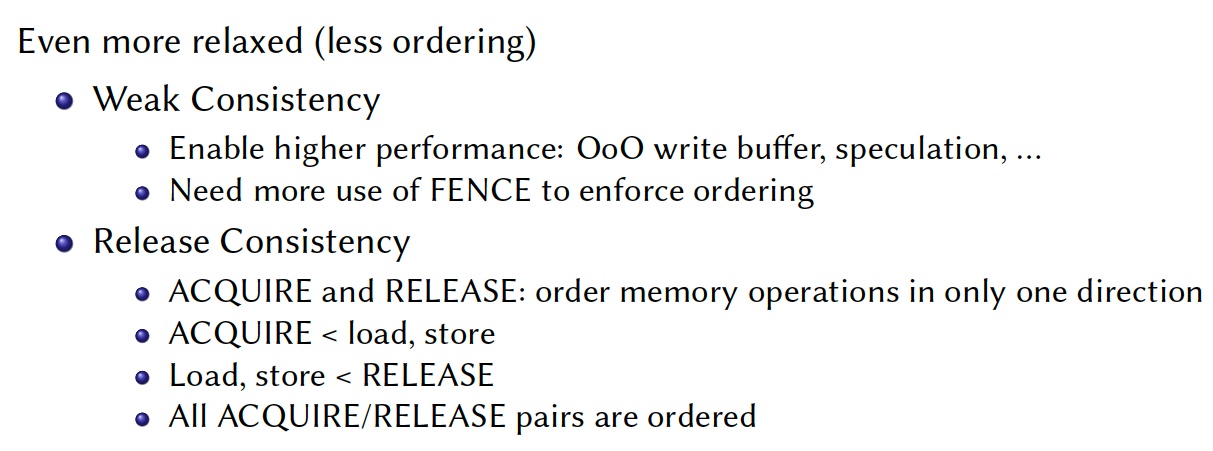 Even more relaxed (less ordering)
Weak Consistency
Enable higher performance: OoO write buffer, speculation, ...
Need more use of FENCE to enforce ordering
Release Consistency
ACQUIRE and RELEASE: order memory operations in only one direction
ACQUIRE < load, store
Load, store < RELEASE
All ACQUIRE/RELEASE pairs are ordered